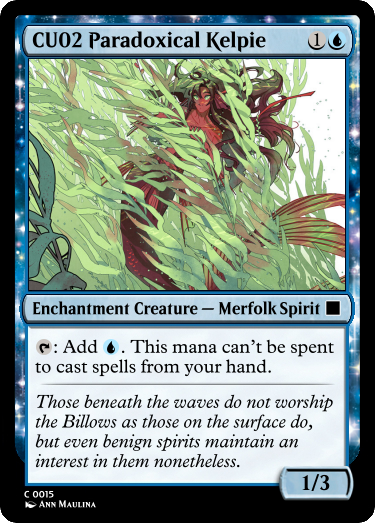 CU02 Paradoxical Kelpie 1
Enchantment Creature — Merfolk Spirit
: Add . This mana can't be spent
to cast spells from your hand.
Those beneath the waves do not worship
the Billows as those on the surface do,
but even benign spirits maintain an
interest in them nonetheless.
1/3
C 0015
Ann Maulina